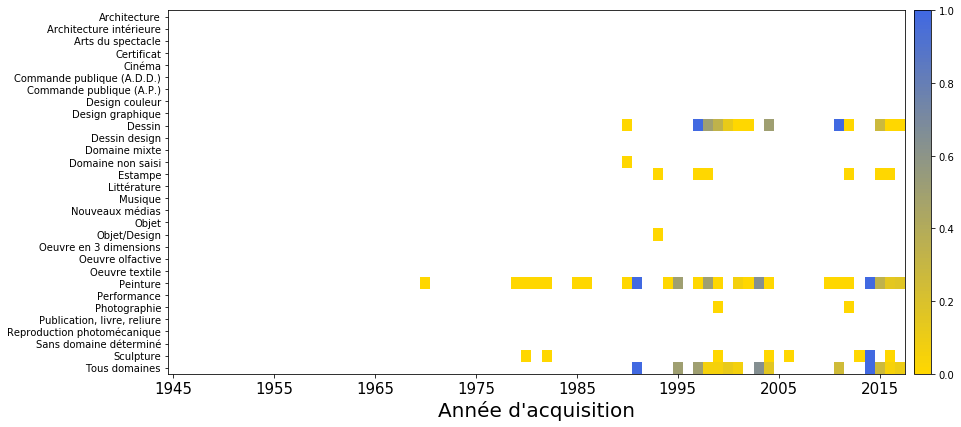 Architecture
Architecture intérieure
Arts du spectacle
Certificat
Cinéma
Commande publique (A.D.D.)
Commande publique (A.P.)
Design couleur
Design graphique
Dessin
Dessin design
Domaine mixte
Domaine non saisi
Estampe
Littérature
Musique
Nouveaux médias
Objet
Objet/Design
Oeuvre en 3 dimensions
Oeuvre olfactive
Oeuvre textile
Peinture
Performance
Photographie
Publication, livre, reliure
Reproduction photomécanique
Sans domaine déterminé
Sculpture
Tous domaines
1945 1955 1965 1975 1985 1995 2005 2015
Année d'acquisition
1.0
0.8
0.6
0.4
0.2
0.0